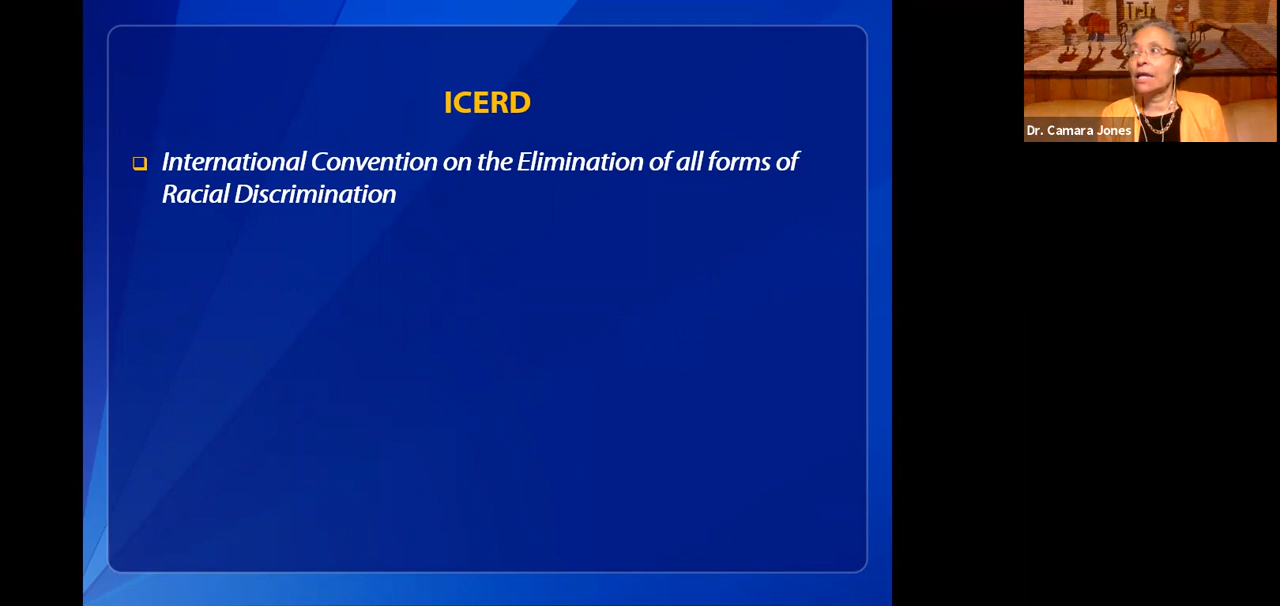 ICERD
International Convention on the Elimination of all forms of
Racial Discrimination
Dr. Camara Jones